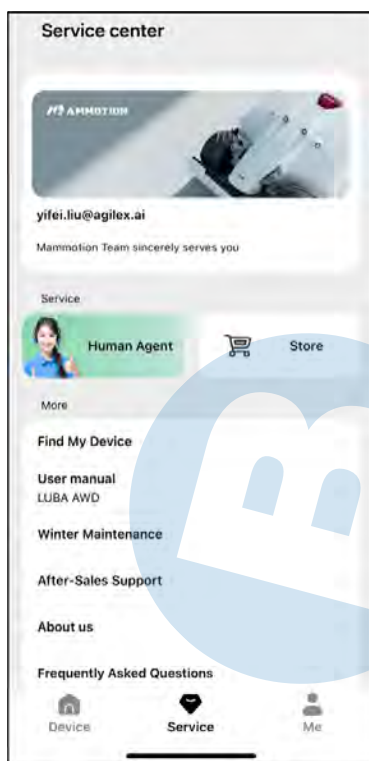 Service center
MAMMOTION
yifei.liu@agilex.ai
Mammotion Team sincerely serves you
Service
Human Agent
Store
More
Find My Device
User manual
LUBA AWD
Winter Maintenance
After-Sales Support
About us
Frequently Asked Questions
Device
Service
Me